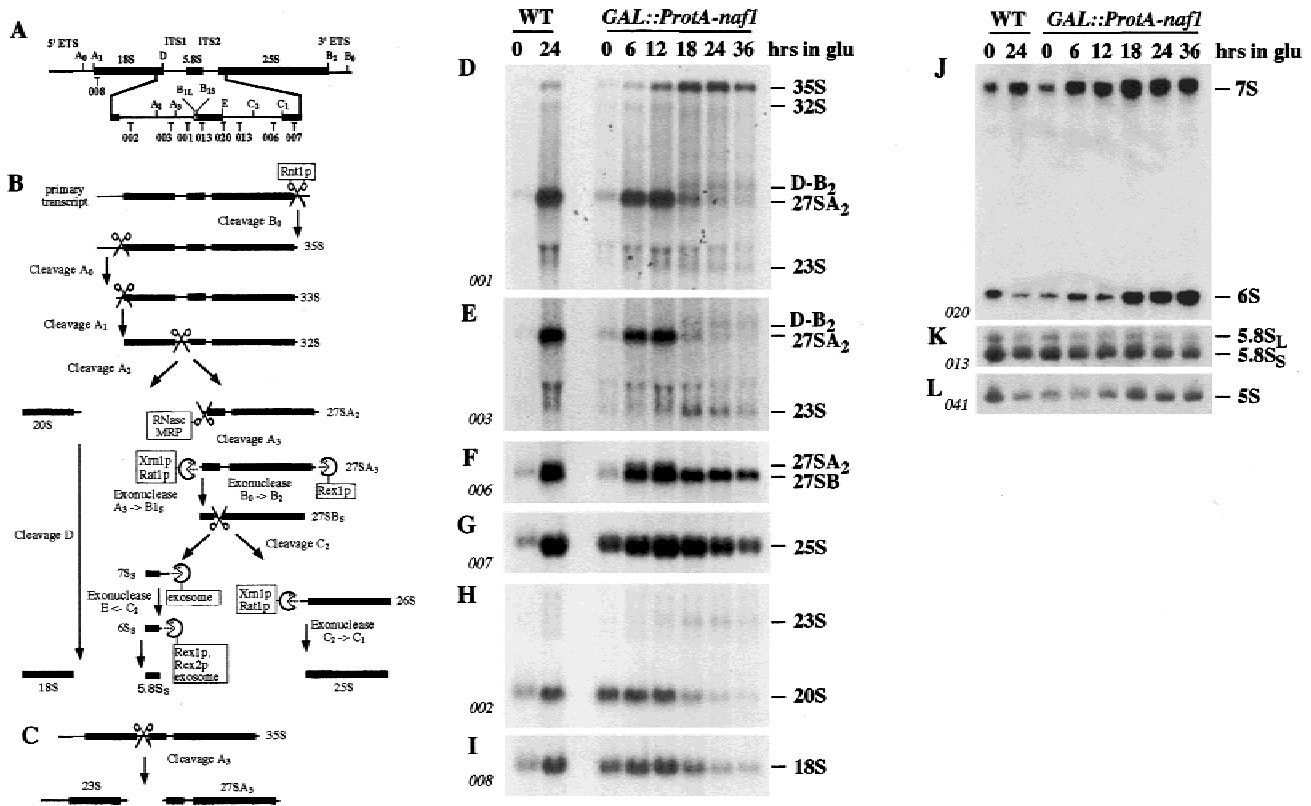 A
5' ETS
A₀ A₁
18S
D
ITS1
5.8S
ITS2
25S
3' ETS
B₂ B₀
008
B₁L B₁S
A₂ A₃ E C₂ C₁
002 003 001 013 020 013 006 007
B
Rnt1p
primary
transcript
Cleavage B₀
35S
Cleavage A₀
33S
Cleavage A₁
32S
Cleavage A₂
20S
27SA₂
RNase
MRP
Cleavage A₃
Xrn1p
Rat1p
27SA₃
Rex1p
Exonuclease
A₃ -> B1s
Exonuclease
B₀ -> B₂
27SBs
Cleavage D
Cleavage C₂
7Ss
exosome
Exonuclease
E <- C₂
Xrn1p
Rat1p
26S
6Ss
Exonuclease
C₂ -> C₁
Rex1p,
Rex2p
exosome
18S
5.8Ss
25S
C
35S
Cleavage A₃
23S
27SA₃
WT GAL::ProtA-naf1
0 24 0 6 12 18 24 36 hrs in glu
D
35S
32S
D-B₂
27SA₂
23S
001
E
D-B₂
27SA₂
23S
003
F
27SA₂
27SB
006
G
25S
007
H
23S
20S
002
I
18S
008
WT GAL::ProtA-naf1
0 24 0 6 12 18 24 36 hrs in glu
J
7S
6S
020
K
5.8S_L
5.8S_S
013
L
5S
041